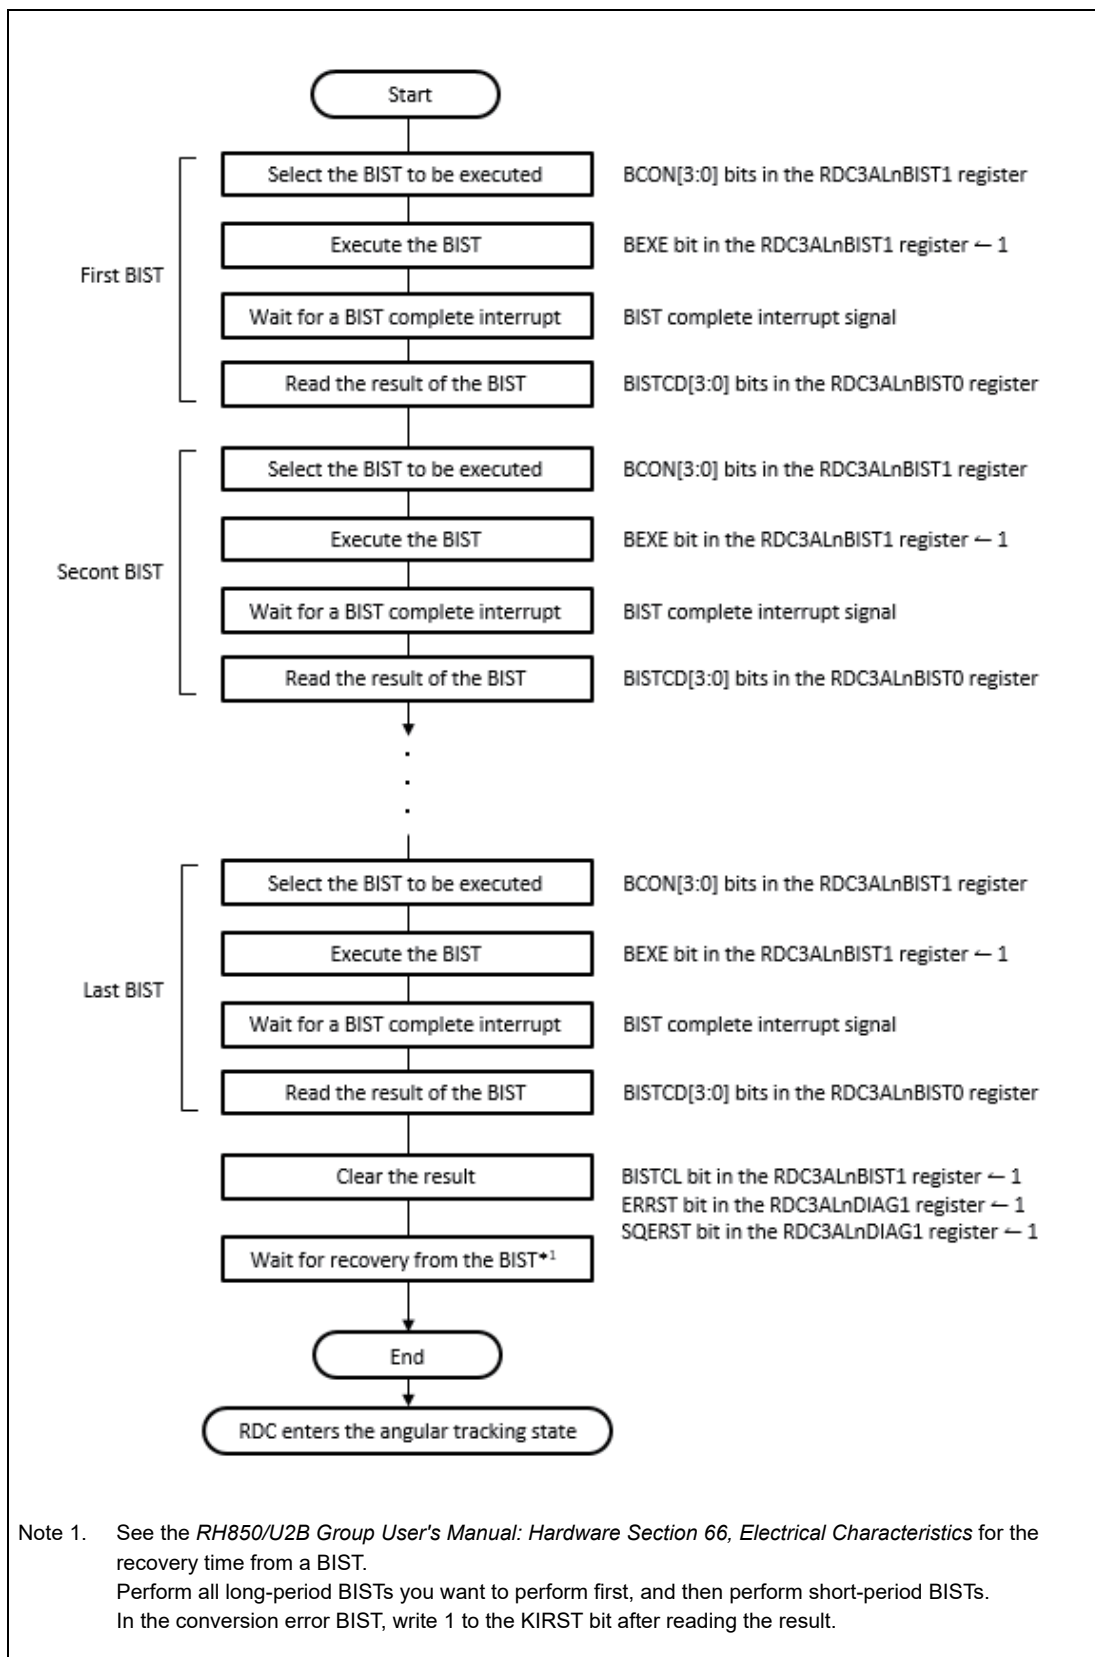 Start
Select the BIST to be executed
BCON[3:0] bits in the RDC3ALnBIST1 register
Execute the BIST
BEXE bit in the RDC3ALnBIST1 register ← 1
First BIST
Wait for a BIST complete interrupt
BIST complete interrupt signal
Read the result of the BIST
BISTCD[3:0] bits in the RDC3ALnBIST0 register
Select the BIST to be executed
BCON[3:0] bits in the RDC3ALnBIST1 register
Execute the BIST
BEXE bit in the RDC3ALnBIST1 register ← 1
Secont BIST
Wait for a BIST complete interrupt
BIST complete interrupt signal
Read the result of the BIST
BISTCD[3:0] bits in the RDC3ALnBIST0 register
Select the BIST to be executed
BCON[3:0] bits in the RDC3ALnBIST1 register
Execute the BIST
BEXE bit in the RDC3ALnBIST1 register ← 1
Last BIST
Wait for a BIST complete interrupt
BIST complete interrupt signal
Read the result of the BIST
BISTCD[3:0] bits in the RDC3ALnBIST0 register
Clear the result
BISTCL bit in the RDC3ALnBIST1 register ← 1
ERRST bit in the RDC3ALnDIAG1 register ← 1
SQERST bit in the RDC3ALnDIAG1 register ← 1
Wait for recovery from the BIST*1
End
RDC enters the angular tracking state
Note 1. See the RH850/U2B Group User's Manual: Hardware Section 66, Electrical Characteristics for the
recovery time from a BIST.
Perform all long-period BISTs you want to perform first, and then perform short-period BISTs.
In the conversion error BIST, write 1 to the KIRST bit after reading the result.